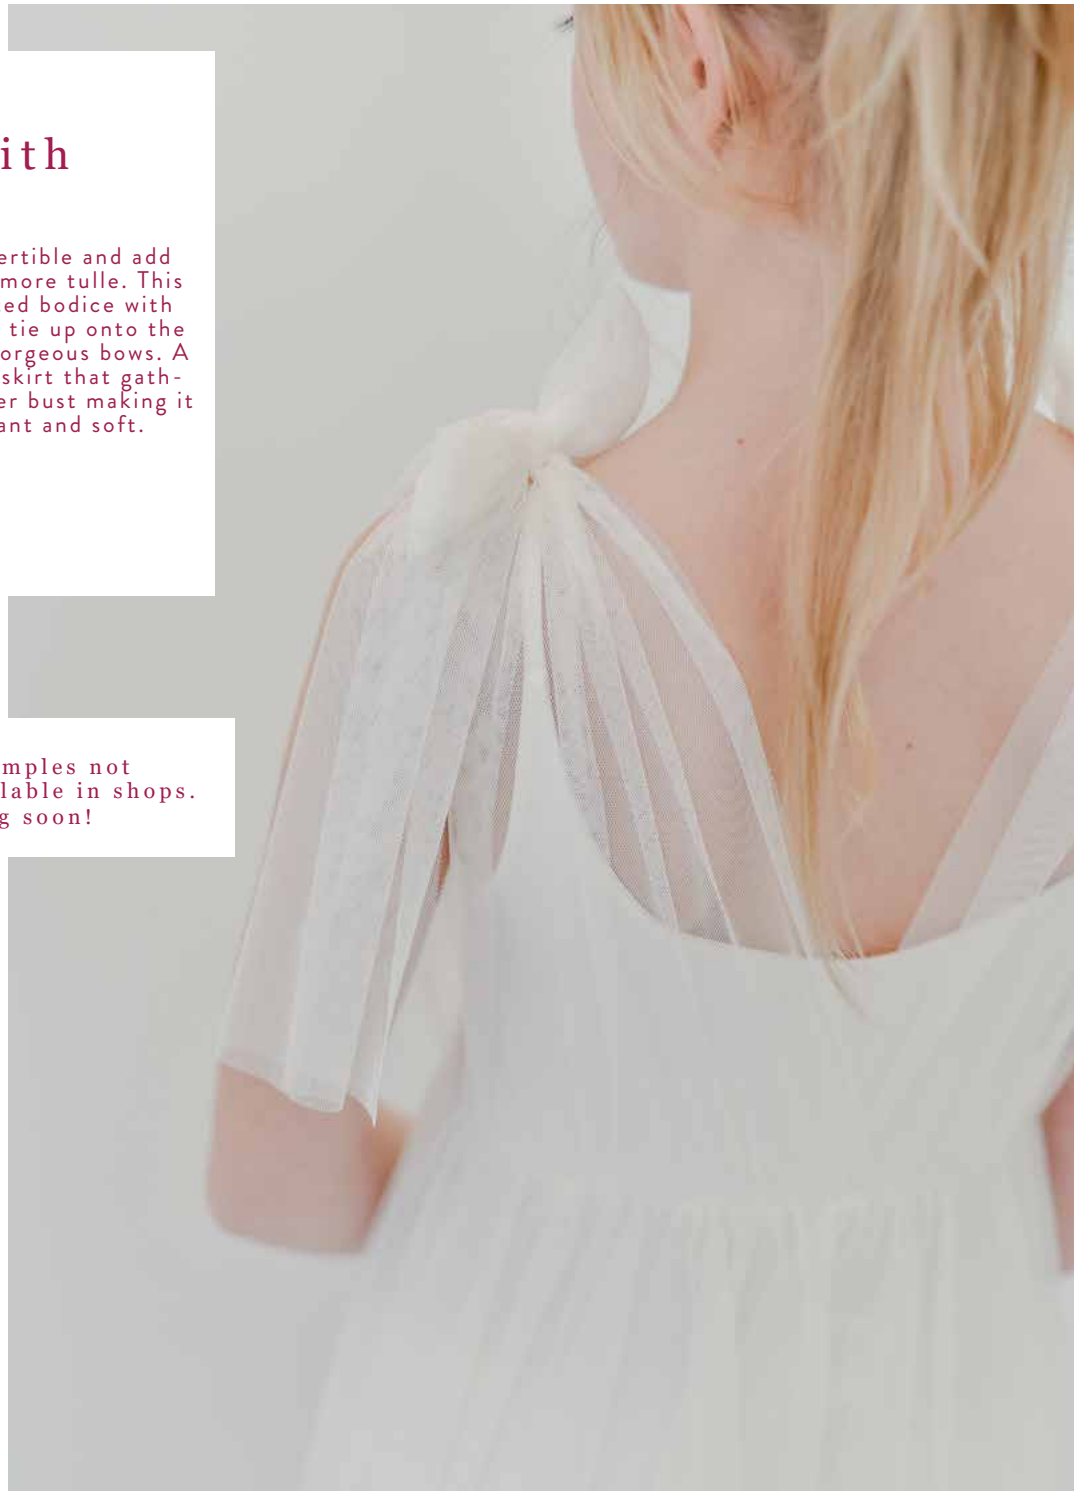 ith
ertible and add
more tulle. This
ed bodice with
tie up onto the
orgeous bows. A
skirt that gath-
er bust making it
ant and soft.
mples not
lable in shops.
g soon!